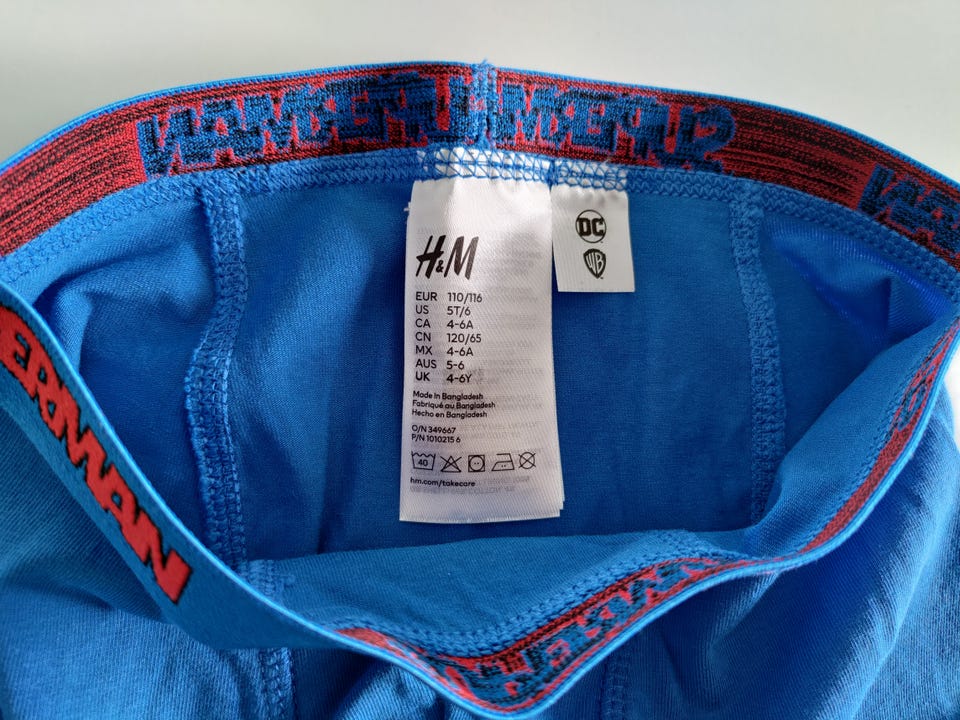 H&M
EUR 110/116
US 5T/6
CA 4-6A
CN 120/65
MX 4-6A
AUS 5-6
UK 4-6Y
Made in Bangladesh
Fabriqué au Bangladesh
Hecho en Bangladesh
O/N 349667
P/N 1010215 6
40
hm.com/takecare
DC
WB
ERMAN